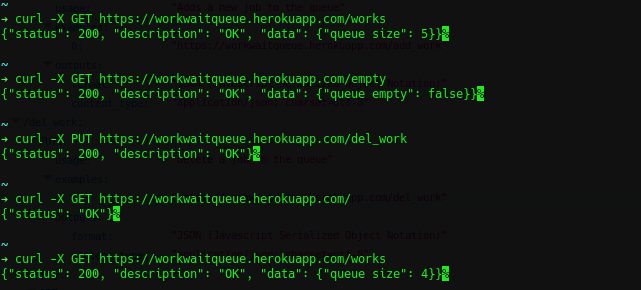 ~
→ curl -X GET https://workwaitqueue.herokuapp.com/works
{"status": 200, "description": "OK", "data": {"queue size": 5}}%
~
→ curl -X GET https://workwaitqueue.herokuapp.com/empty
{"status": 200, "description": "OK", "data": {"queue empty": false}}%
~
→ curl -X PUT https://workwaitqueue.herokuapp.com/del_work
{"status": 200, "description": "OK"}%
~
→ curl -X GET https://workwaitqueue.herokuapp.com/
{"status": "OK"}%
~
→ curl -X GET https://workwaitqueue.herokuapp.com/works
{"status": 200, "description": "OK", "data": {"queue size": 4}}%